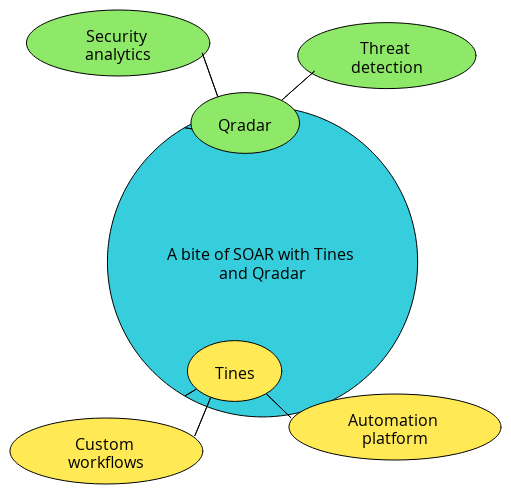 Security
analytics
Threat
detection
Qradar
A bite of SOAR with Tines
and Qradar
Tines
Automation
platform
Custom
workflows